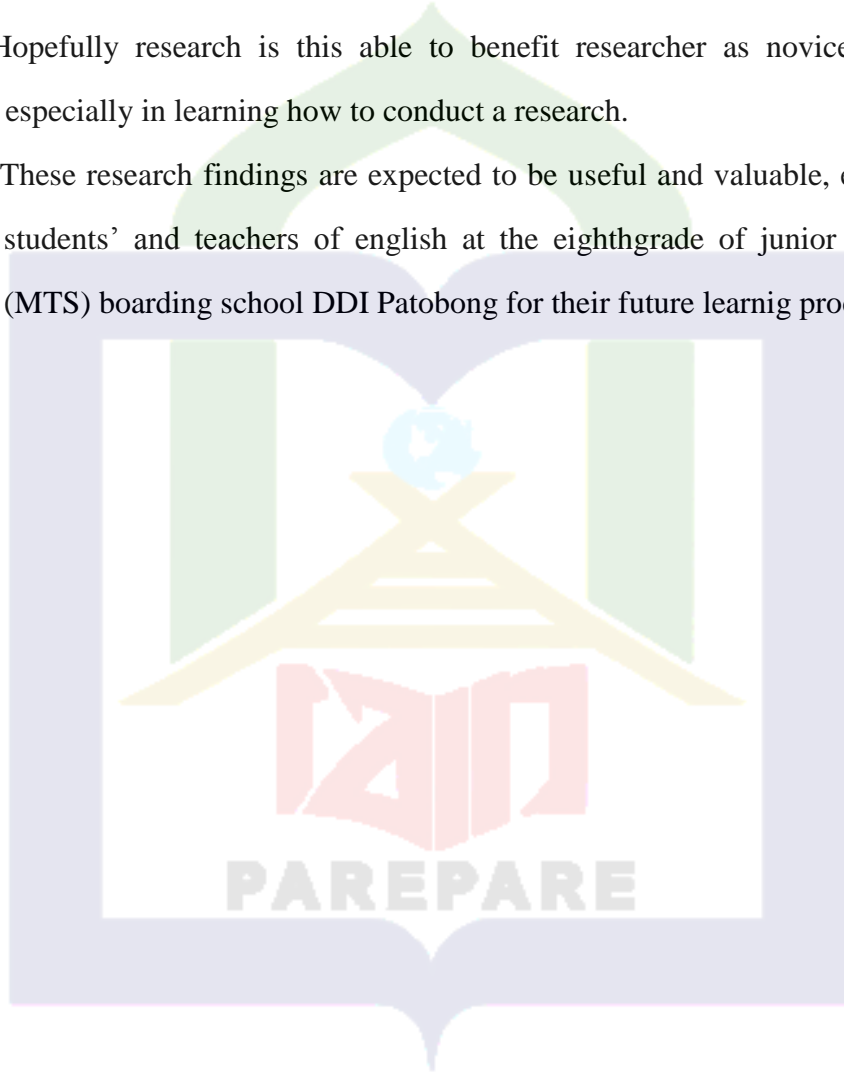 Hopefully research is this able to benefit researcher as novice
especially in learning how to conduct a research.
These research findings are expected to be useful and valuable,
students’ and teachers of english at the eighthgrade of junior
(MTS) boarding school DDI Patobong for their future learnig
iain
PAREPARE